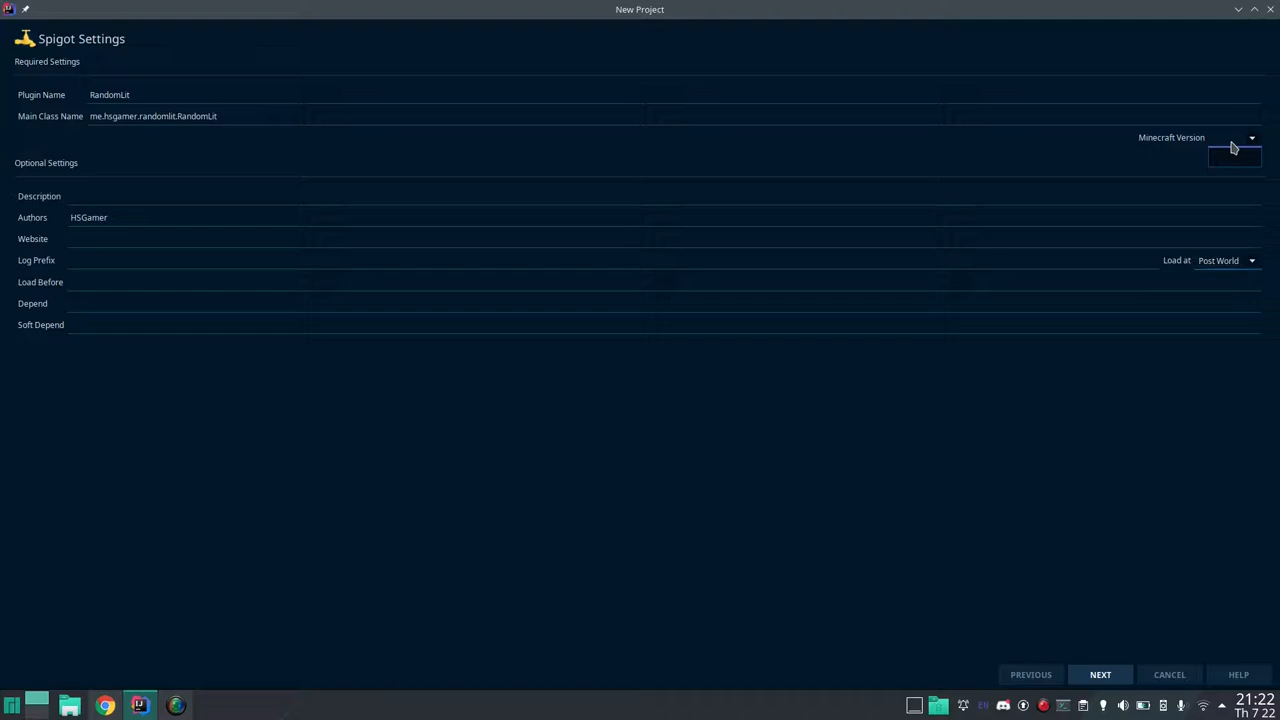 New Project
Spigot Settings
Required Settings
Plugin Name RandomLit
Main Class Name me.hsgamer.randomlit.RandomLit
Minecraft Version
Optional Settings
Description
Authors HSGamer
Website
Log Prefix Load at Post World
Load Before
Depend
Soft Depend
PREVIOUS NEXT CANCEL HELP
EN 21:22
Th 7 22